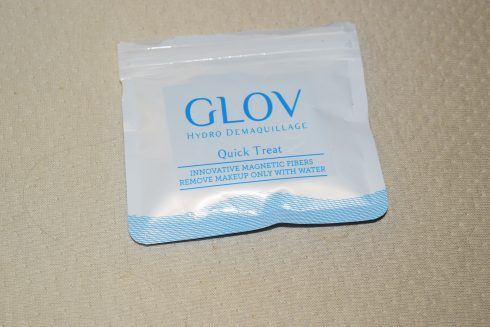 GLOV
HYDRO DEMAQUILLAGE
Quick Treat
INNOVATIVE MAGNETIC FIBERS
REMOVE MAKEUP ONLY WITH WATER